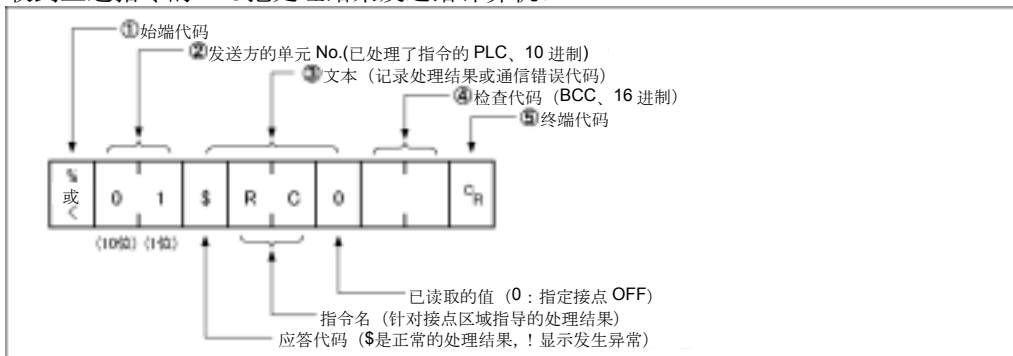 ①始端代码
②发送方的单元 No.(已处理了指令的 PLC、10 进制)
③文本（记录处理结果或通信错误代码）
④检查代码（BCC、16 进制）
⑤终端代码
% 或 < 0 1 $ R C 0 CR
(10位) (1位)
已读取的值（0：指定接点 OFF）
指令名（针对接点区域指导的处理结果）
应答代码（$是正常的处理结果，! 显示发生异常）